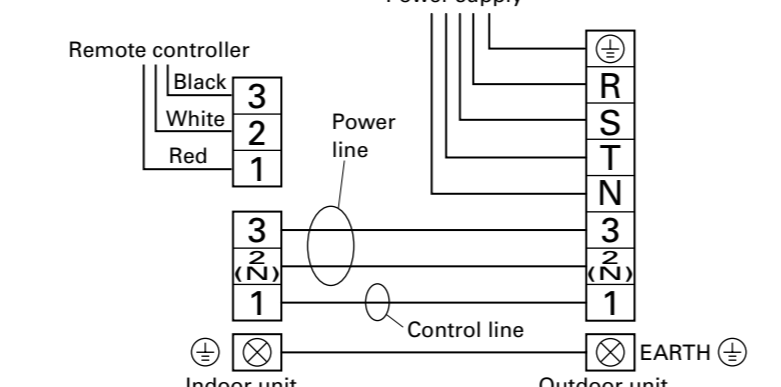 Power supply
Remote controller
Black
White
Red
3
2
1
Power
line
R
S
T
N
3
2
(N)
1
3
2
(N)
1
Control line
EARTH
Indoor unit
Outdoor unit